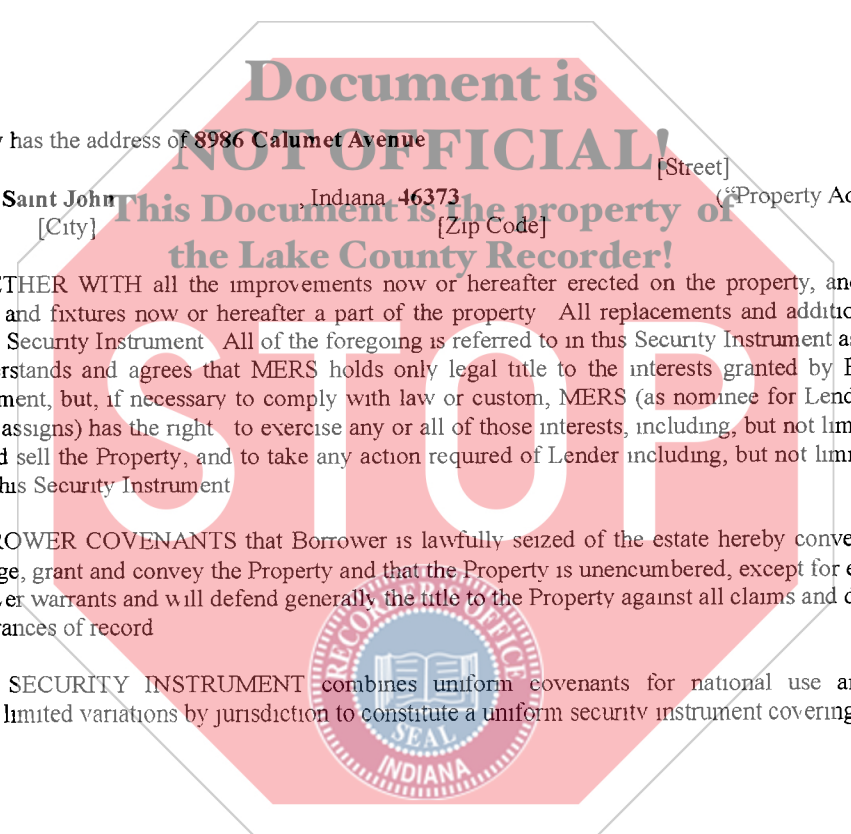 Document is
has the address of 8986 Calumet Avenue
NOT OFFICIAL!
[Street]
Saint John , Indiana 46373 ("Property Ad
This Document is the property of
[City] [Zip Code]
the Lake County Recorder!
ETHER WITH all the improvements now or hereafter erected on the property, and
and fixtures now or hereafter a part of the property All replacements and additio
Security Instrument All of the foregoing is referred to in this Security Instrument as
rstands and agrees that MERS holds only legal title to the interests granted by B
ment, but, if necessary to comply with law or custom, MERS (as nominee for Lend
assigns) has the right to exercise any or all of those interests, including, but not lim
d sell the Property, and to take any action required of Lender including, but not limi
his Security Instrument
STOP
ROWER COVENANTS that Borrower is lawfully seized of the estate hereby conve
ge, grant and convey the Property and that the Property is unencumbered, except for e
er warrants and will defend generally the title to the Property against all claims and d
rances of record
SECURITY INSTRUMENT combines uniform covenants for national use an
limited variations by jurisdiction to constitute a uniform security instrument covering
RECORDER'S OFFICE
SEAL
INDIANA